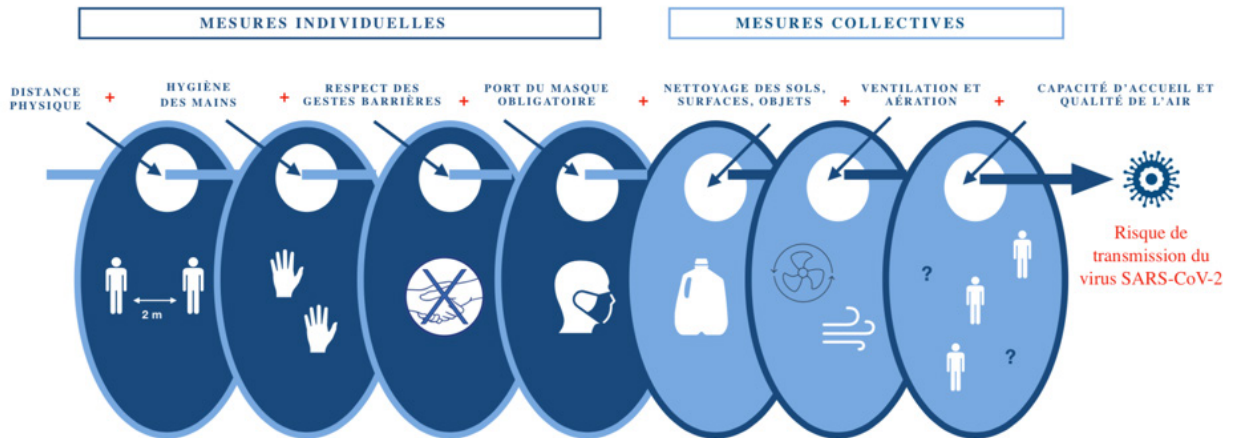 MESURES INDIVIDUELLES
MESURES COLLECTIVES
DISTANCE
PHYSIQUE
+
HYGIÈNE
DES MAINS
+
RESPECT DES
GESTES BARRIÈRES
+
PORT DU MASQUE
OBLIGATOIRE
+
NETTOYAGE DES SOLS,
SURFACES, OBJETS
+
VENTILATION ET
AÉRATION
+
CAPACITÉ D'ACCUEIL ET
QUALITÉ DE L'AIR
2 m
?
?
Risque de
transmission du
virus SARS-CoV-2